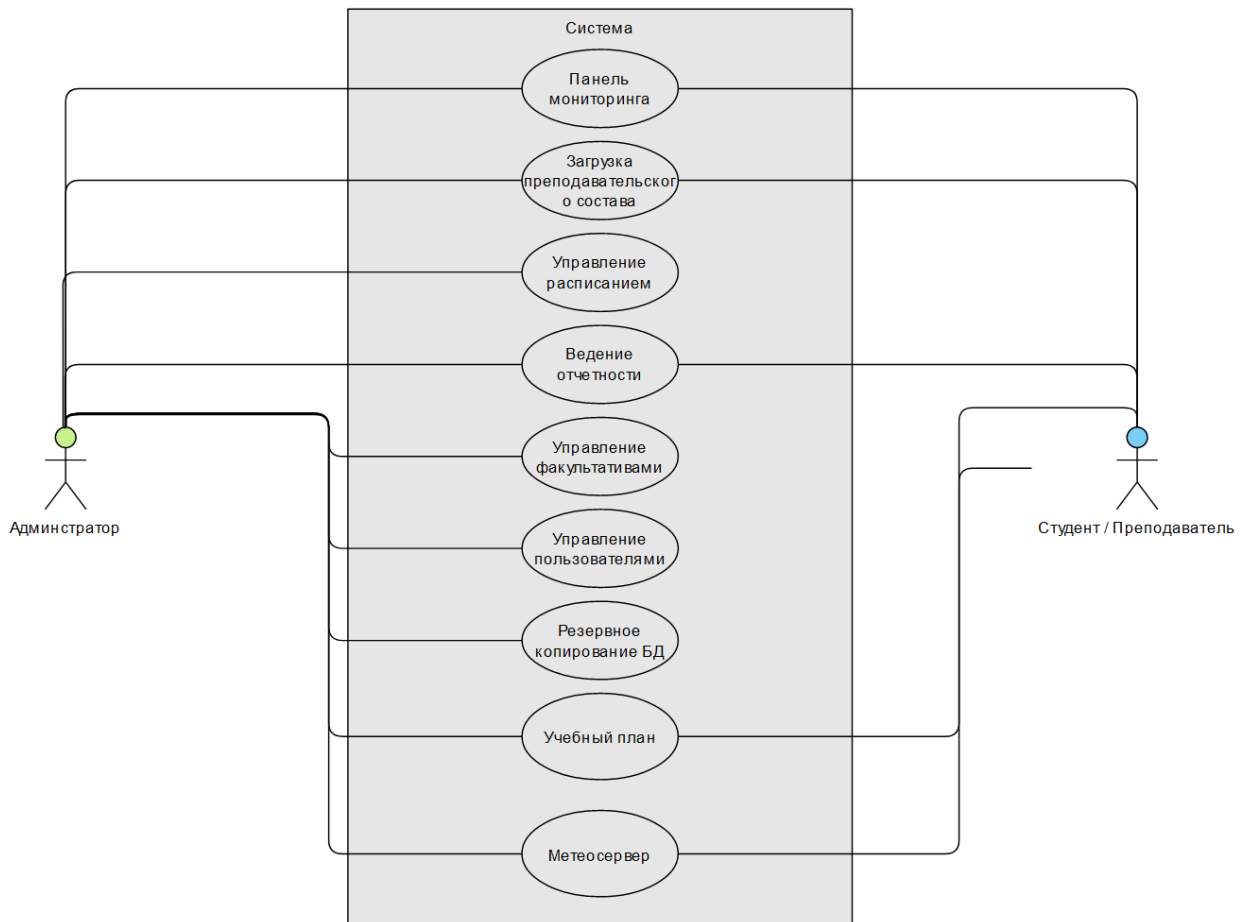 Система
Панель
мониторинга
Загрузка
преподавательског
о состава
Управление
расписанием
Ведение
отчетности
Управление
факультативами
Админстратор
Студент / Преподаватель
Управление
пользователями
Резервное
копирование БД
Учебный план
Метеосервер